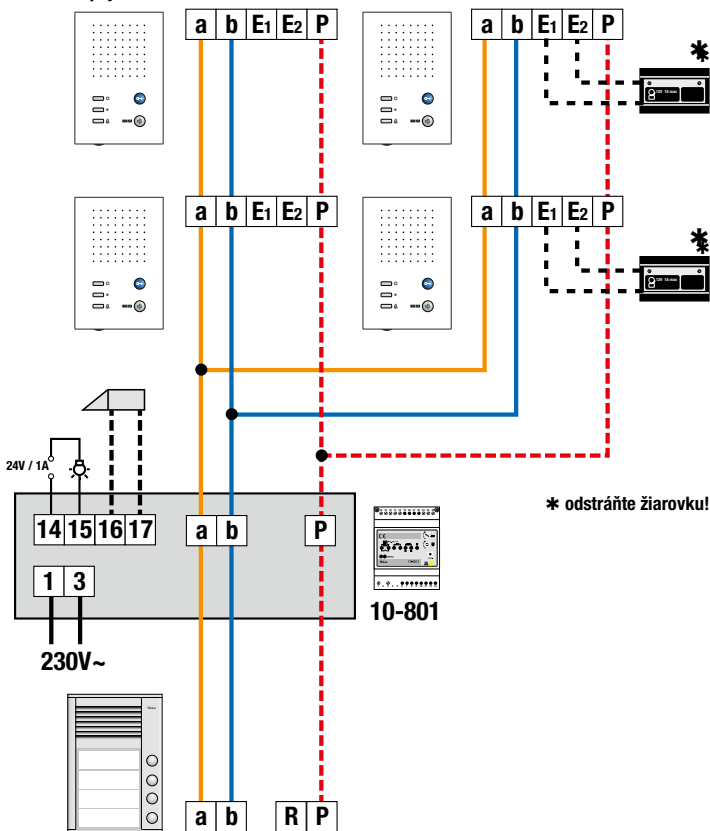 a b E1 E2 P
a b E1 E2 P
✱
a b E1 E2 P
a b E1 E2 P
✱
24V / 1A
14 15 16 17
a b
P
✱ odstráňte žiarovku!
1 3
10-801
230V~
a b
R P